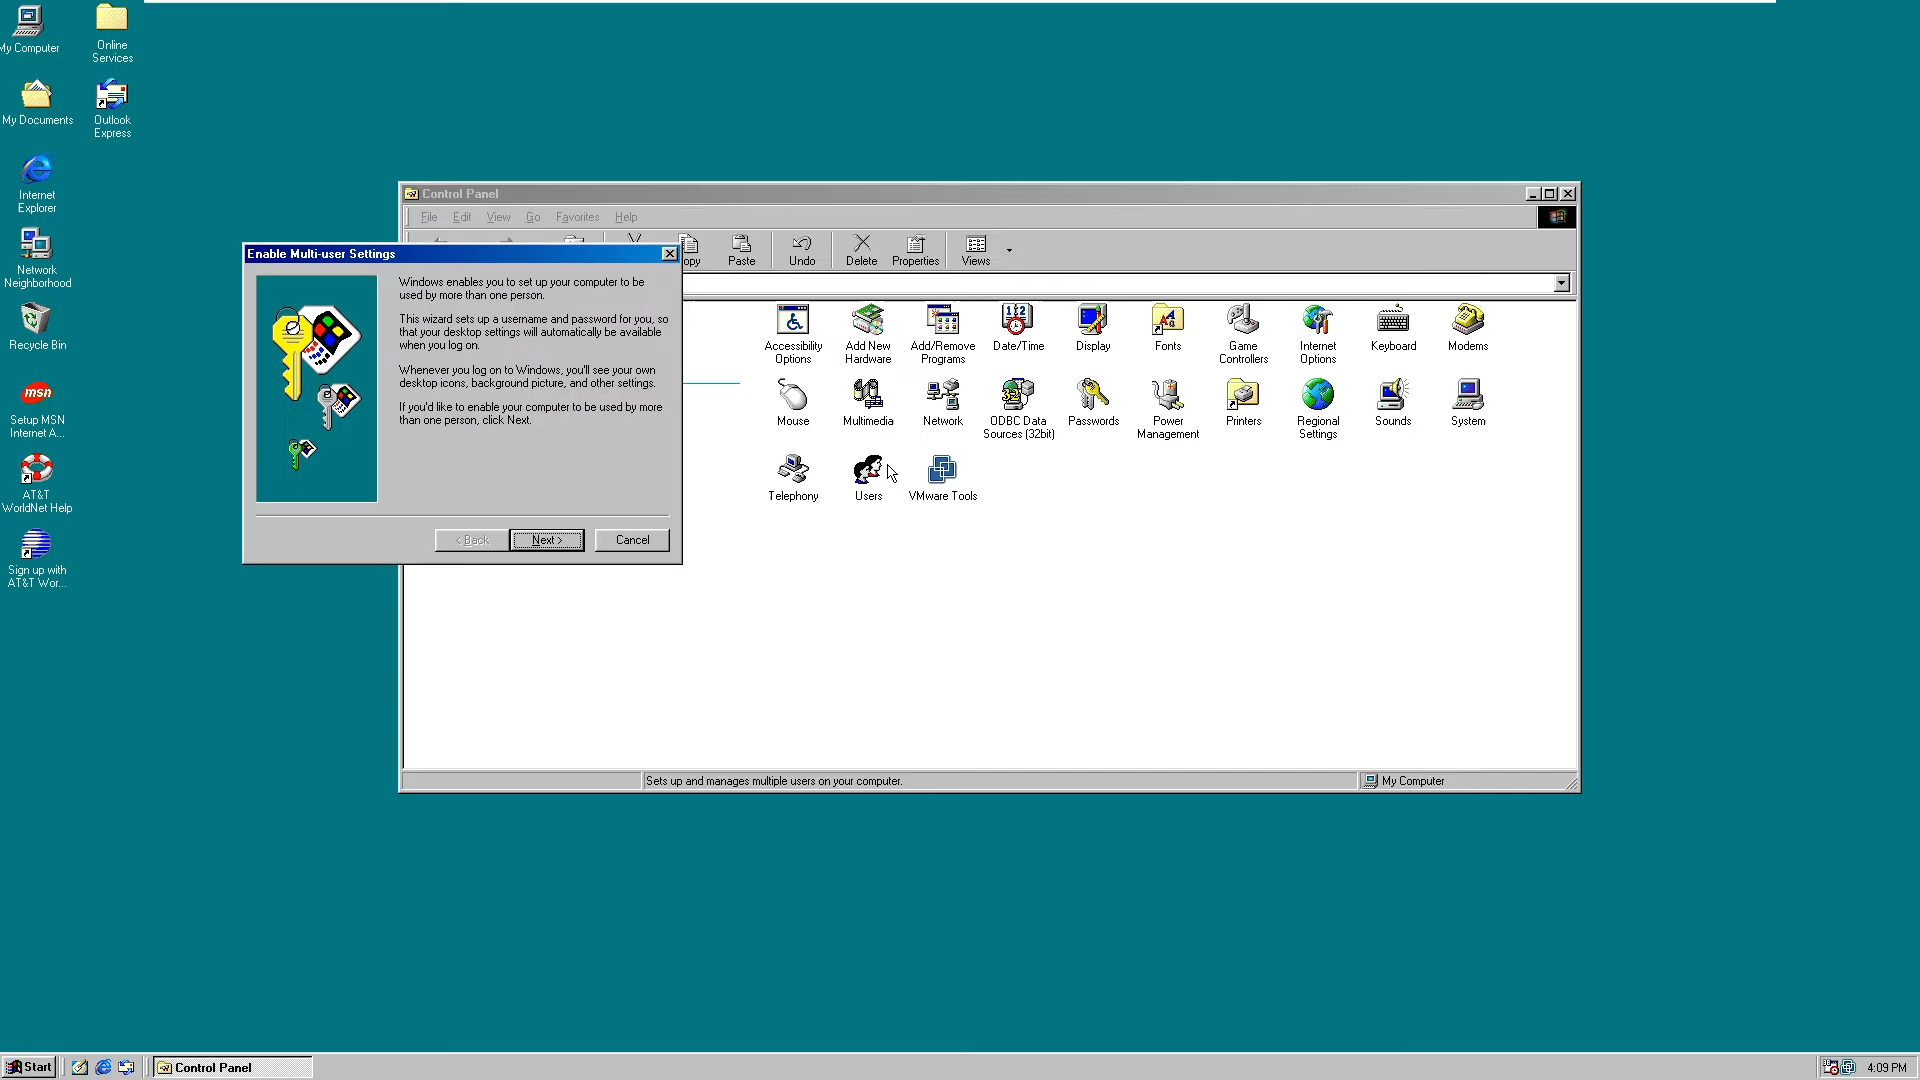 My Computer
Online
Services
My Documents
Outlook
Express
Internet
Explorer
Network
Neighborhood
Recycle Bin
msn
Setup MSN
Internet A...
AT&T
WorldNet Help
Sign up with
AT&T Wor...
Control Panel
File Edit View Go Favorites Help
Paste Undo Delete Properties Views
Enable Multi-user Settings
Windows enables you to set up your computer to be
used by more than one person.
This wizard sets up a username and password for you, so
that your desktop settings will automatically be available
when you log on.
Whenever you log on to Windows, you'll see your own
desktop icons, background picture, and other settings.
If you'd like to enable your computer to be used by more
than one person, click Next.
< Back Next > Cancel
Accessibility
Options
Add New
Hardware
Add/Remove
Programs
Date/Time
Display
Fonts
Game
Controllers
Internet
Options
Keyboard
Modems
Mouse
Multimedia
Network
ODBC Data
Sources (32bit)
Passwords
Power
Management
Printers
Regional
Settings
Sounds
System
Telephony
Users
VMware Tools
Sets up and manages multiple users on your computer.
My Computer
Start
Control Panel
4:09 PM